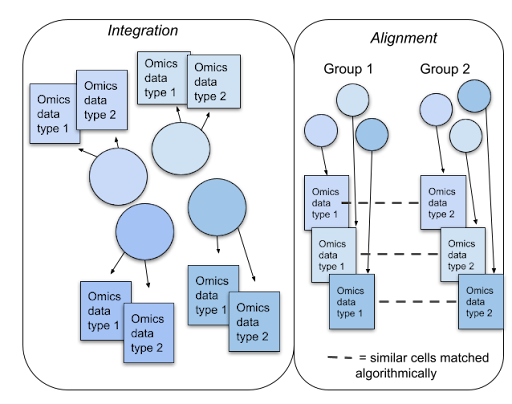 Integration
Omics
data
type 1
Omics
data
type 2
Omics
data
type 1
Omics
data
type 2
Omics
data
type 1
Omics
data
type 2
Omics
data
type 1
Omics
data
type 2
Alignment
Group 1
Group 2
Omics
data
type 1
Omics
data
type 2
Omics
data
type 1
Omics
data
type 2
Omics
data
type 1
Omics
data
type 2
= similar cells matched
algorithmically